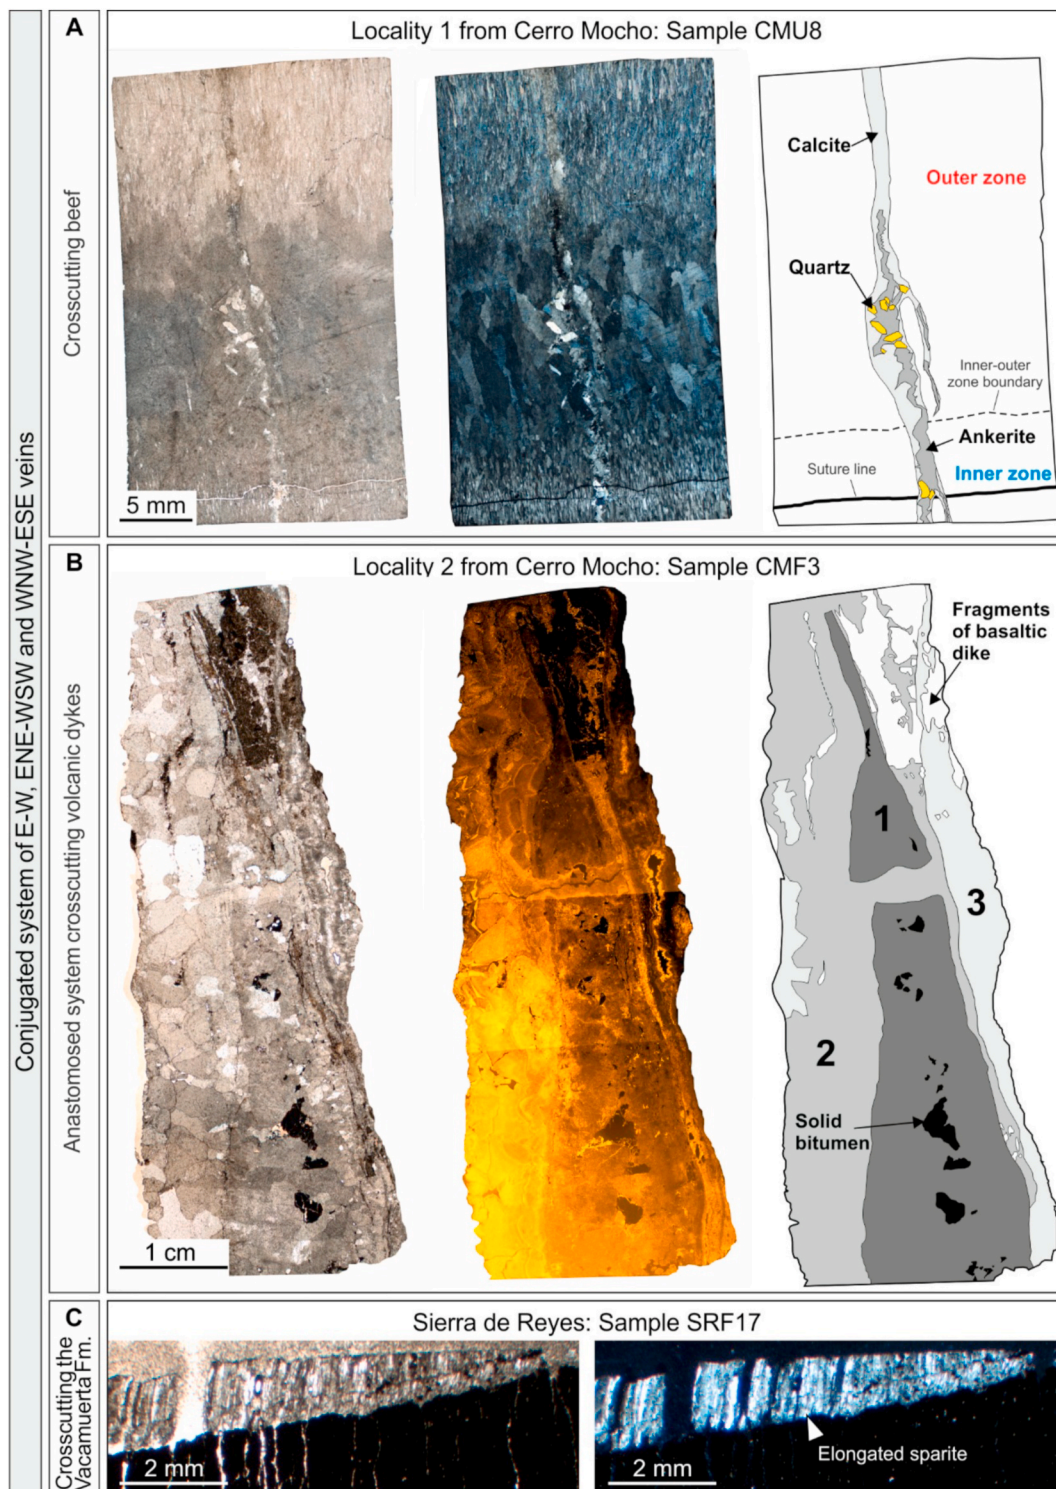 Conjugated system of E-W, ENE-WSW and WNW-ESE veins
A
Crosscutting beef
Locality 1 from Cerro Mocho: Sample CMU8
5 mm
Calcite
Outer zone
Quartz
Inner-outer
zone boundary
Ankerite
Suture line
Inner zone
B
Anastomosed system crosscutting volcanic dykes
Locality 2 from Cerro Mocho: Sample CMF3
1 cm
Fragments
of basaltic
dike
1
3
2
Solid
bitumen
C
Crosscutting the
Vacamuerta Fm.
Sierra de Reyes: Sample SRF17
2 mm
2 mm
Elongated sparite